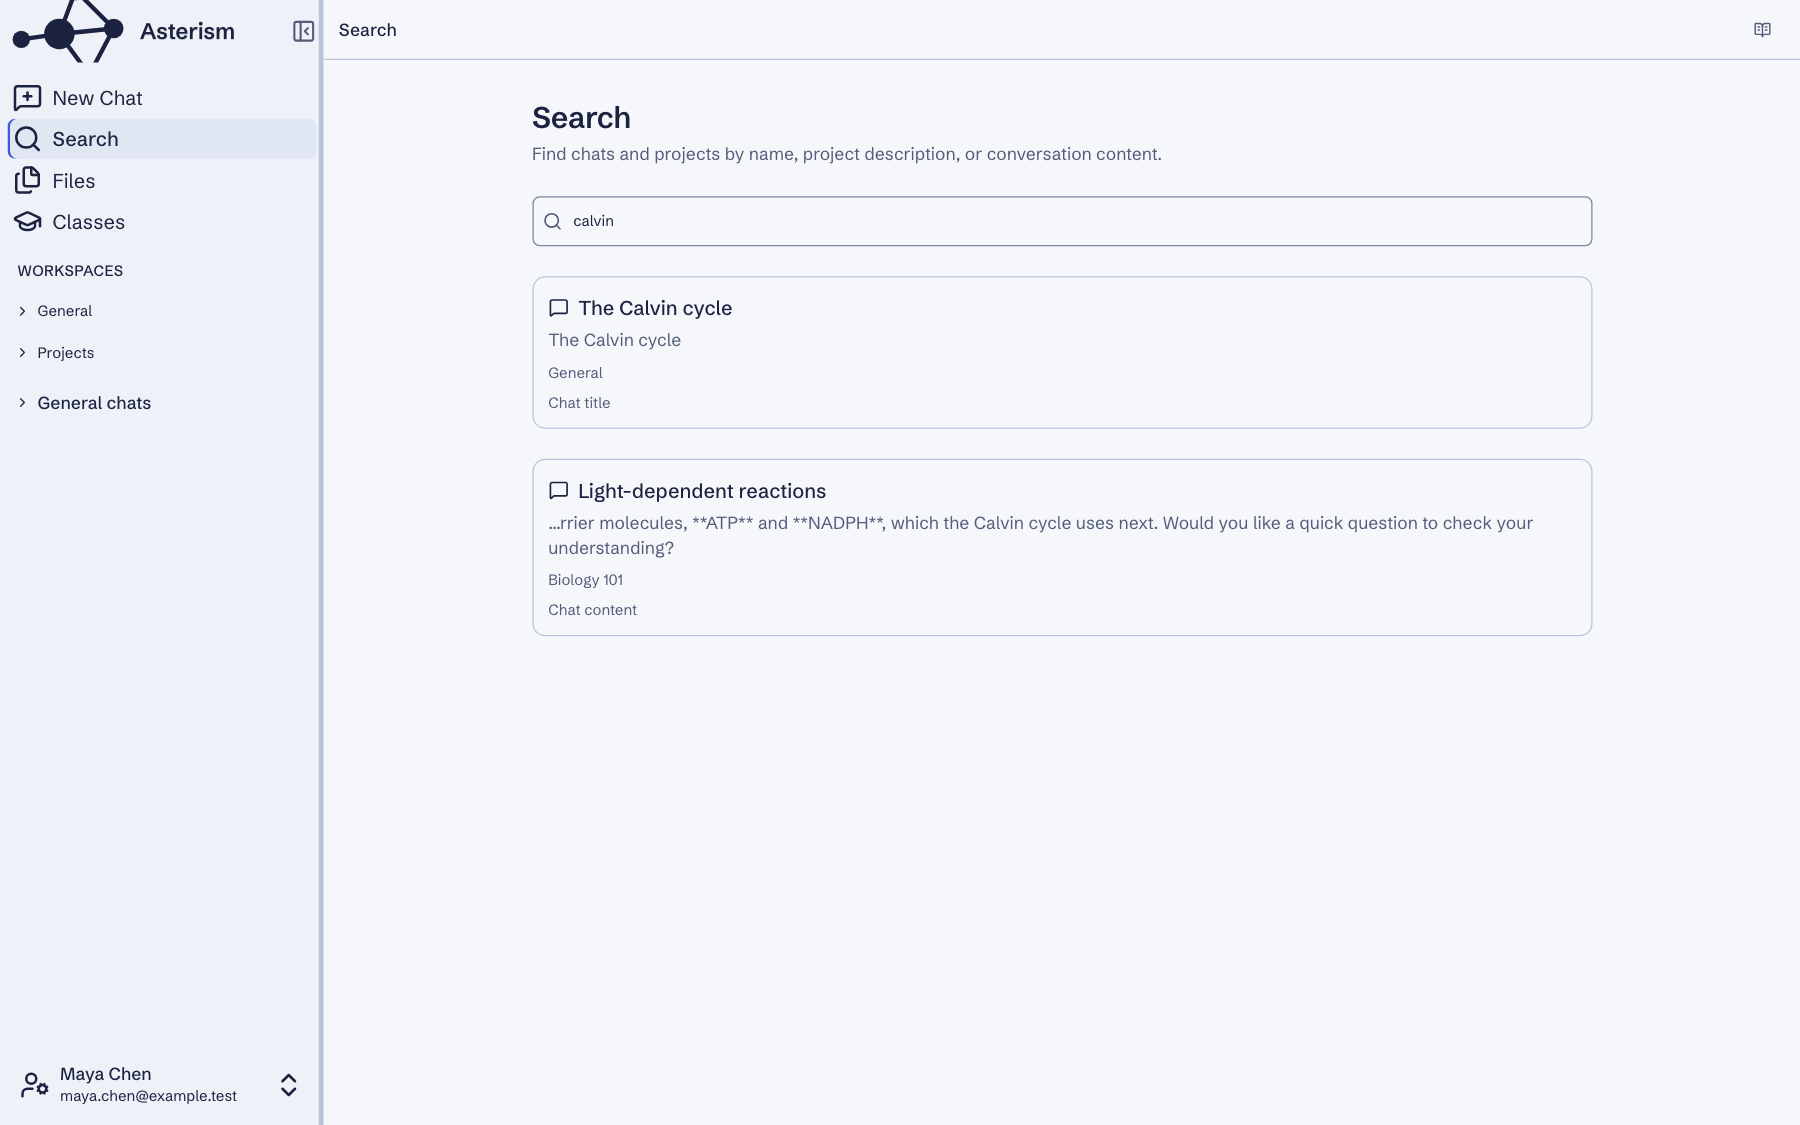 Asterism
New Chat
Search
Files
Classes
WORKSPACES
General
Projects
General chats
Maya Chen
maya.chen@example.test
Search
Search
Find chats and projects by name, project description, or conversation content.
calvin
The Calvin cycle
The Calvin cycle
General
Chat title
Light-dependent reactions
...rrier molecules, **ATP** and **NADPH**, which the Calvin cycle uses next. Would you like a quick question to check your
understanding?
Biology 101
Chat content